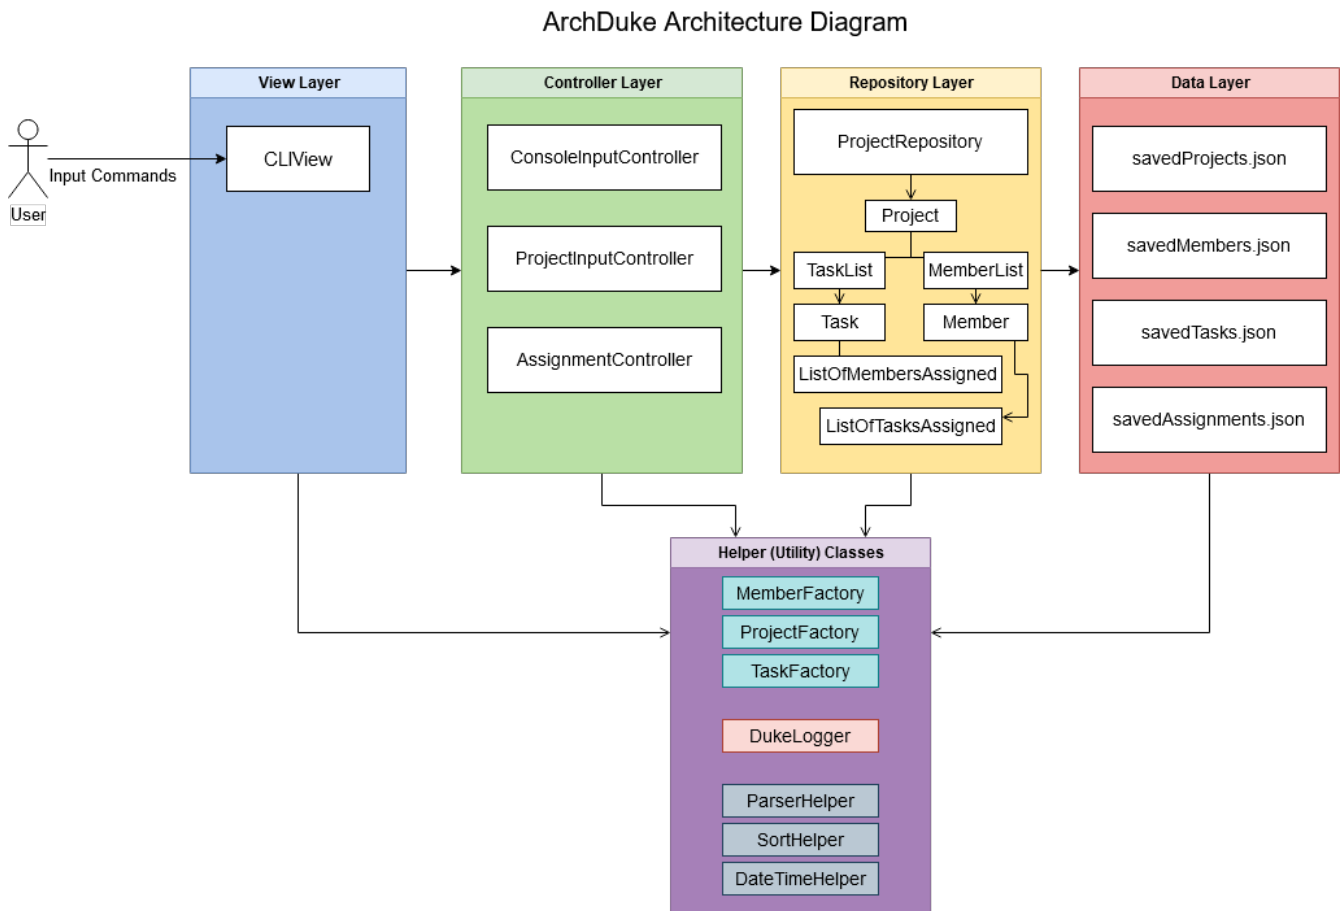 ArchDuke Architecture Diagram
View Layer
CLIView
User
Input Commands
Controller Layer
ConsoleInputController
ProjectInputController
AssignmentController
Repository Layer
ProjectRepository
Project
TaskList
MemberList
Task
Member
ListOfMembersAssigned
ListOfTasksAssigned
Data Layer
savedProjects.json
savedMembers.json
savedTasks.json
savedAssignments.json
Helper (Utility) Classes
MemberFactory
ProjectFactory
TaskFactory
DukeLogger
ParserHelper
SortHelper
DateTimeHelper